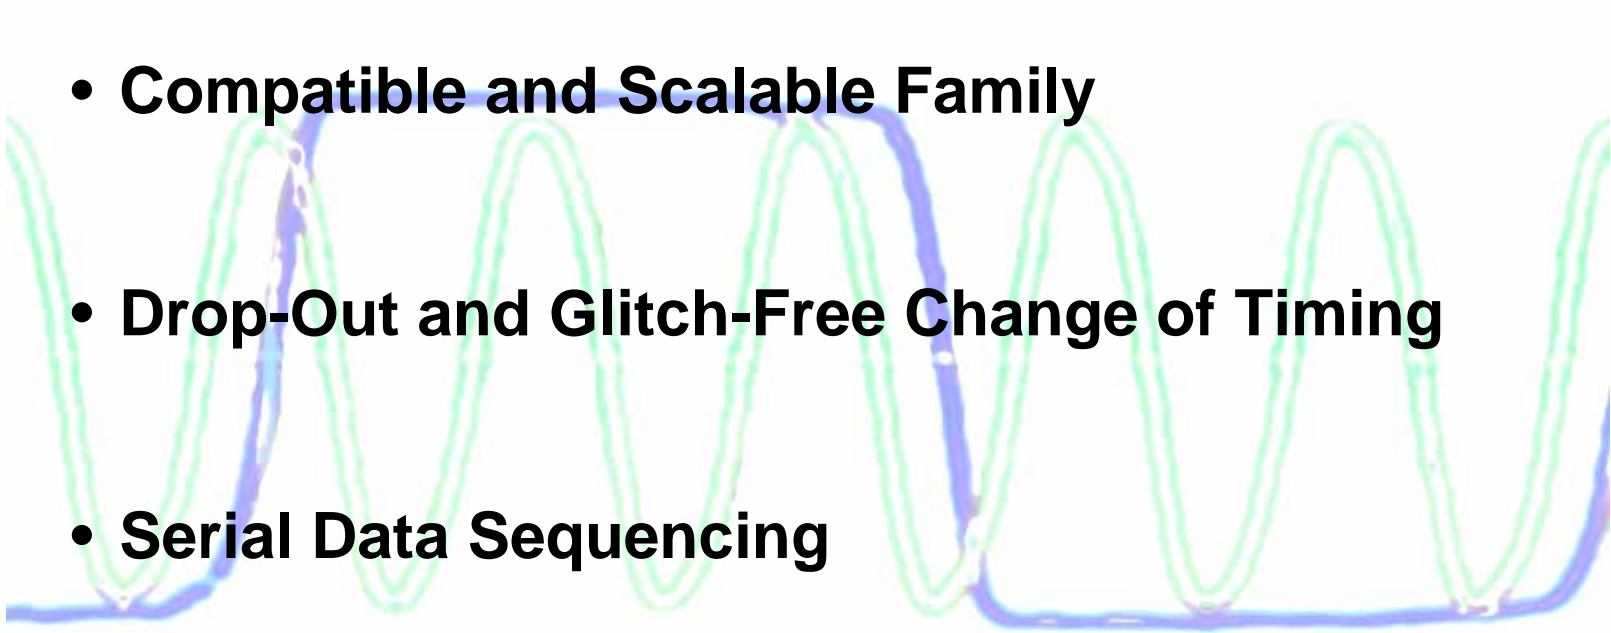 • Compatible and Scalable Family
• Drop-Out and Glitch-Free Change of Timing
• Serial Data Sequencing